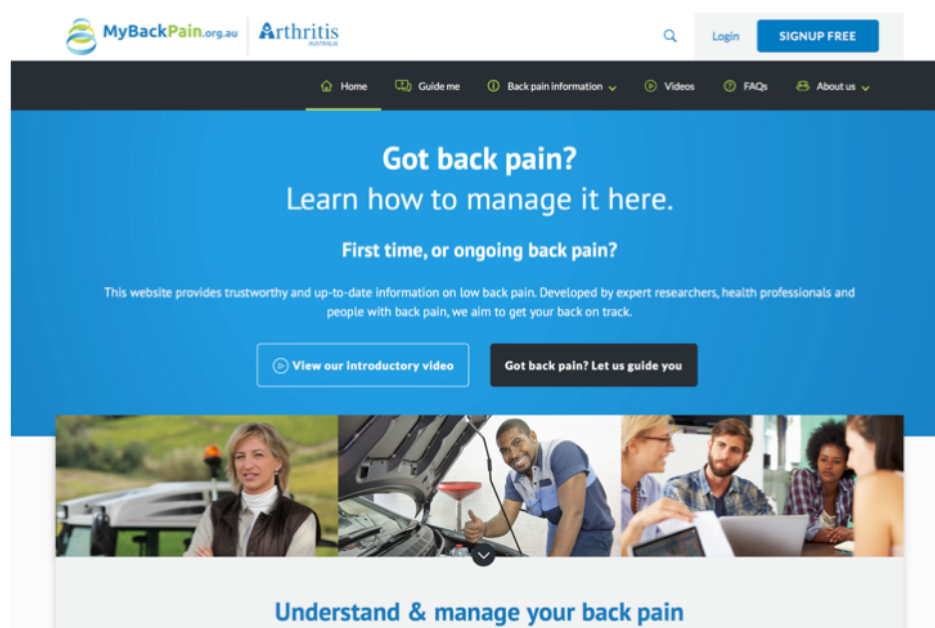 MyBackPain.org.au
Arthritis
AUSTRALIA
Login
SIGNUP FREE
Home
Guide me
Back pain information
Videos
FAQs
About us
Got back pain?
Learn how to manage it here.
First time, or ongoing back pain?
This website provides trustworthy and up-to-date information on low back pain. Developed by expert researchers, health professionals and
people with back pain, we aim to get your back on track.
View our introductory video
Got back pain? Let us guide you
Understand & manage your back pain